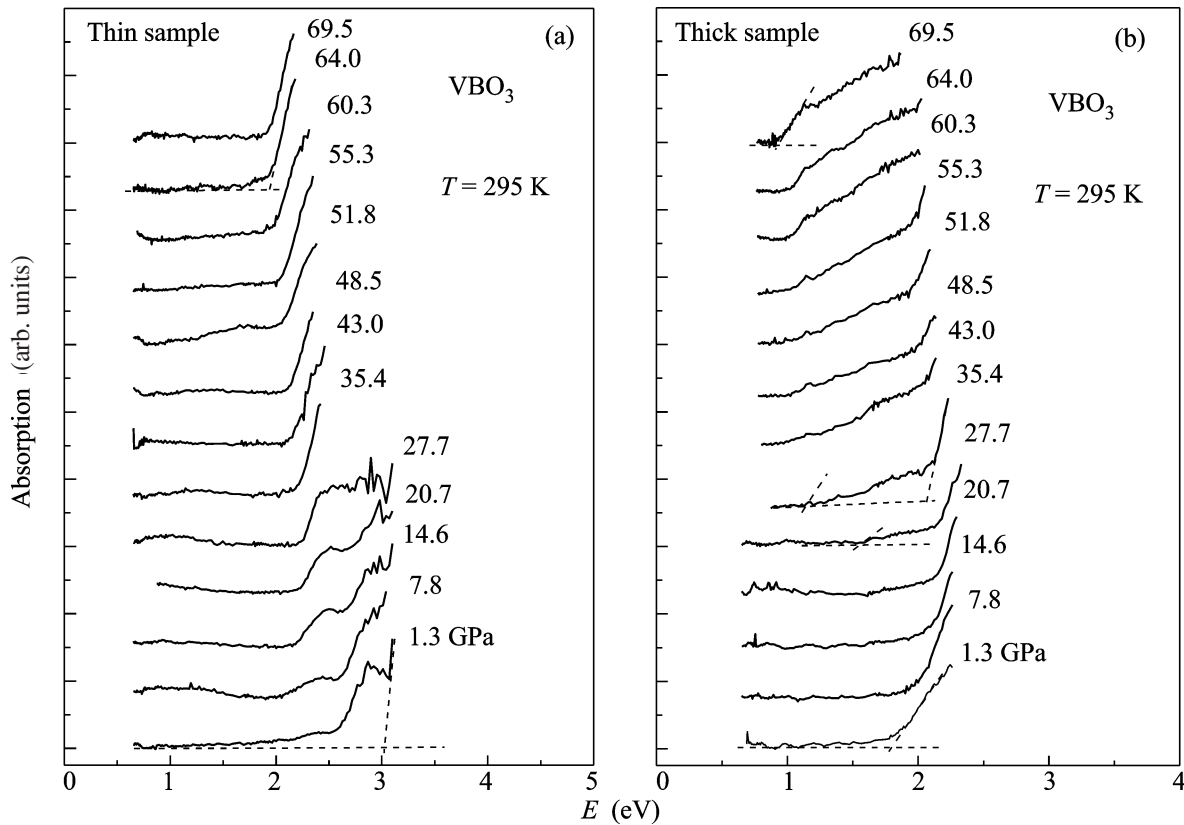 Thin sample
(a)
69.5
64.0
VBO3
60.3
55.3
T = 295 K
51.8
48.5
43.0
35.4
27.7
20.7
14.6
7.8
1.3 GPa
0 1 2 3 4 5
Thick sample
(b)
69.5
64.0
VBO3
60.3
55.3
T = 295 K
51.8
48.5
43.0
35.4
27.7
20.7
14.6
7.8
1.3 GPa
0 1 2 3 4
Absorption (arb. units)
E (eV)